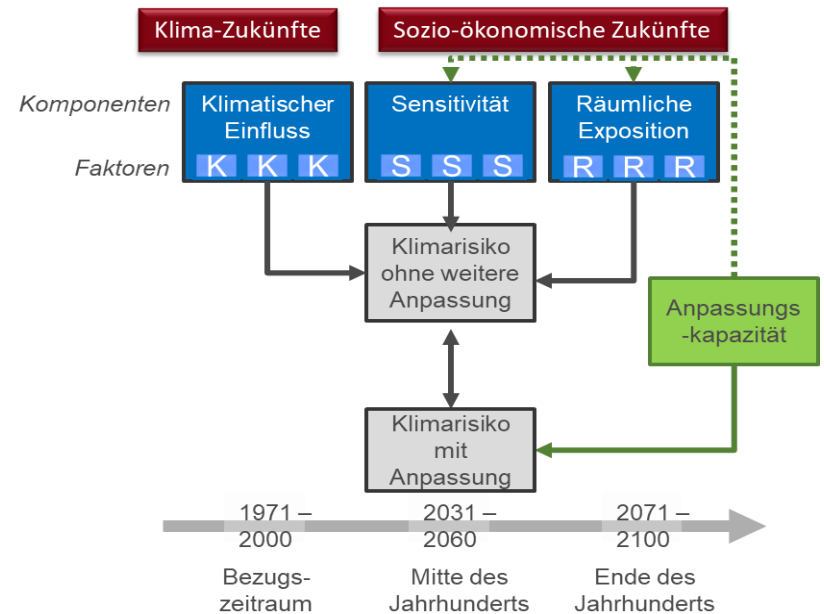 Klima-Zukünfte
Sozio-ökonomische Zukünfte
Komponenten
Klimatischer
Einfluss
Sensitivität
Räumliche
Exposition
Faktoren
K K K
S S S
R R R
Klimarisiko
ohne weitere
Anpassung
Anpassungs
-kapazität
Klimarisiko
mit
Anpassung
1971 –
2000
2031 –
2060
2071 –
2100
Bezugs-
zeitraum
Mitte des
Jahrhunderts
Ende des
Jahrhunderts